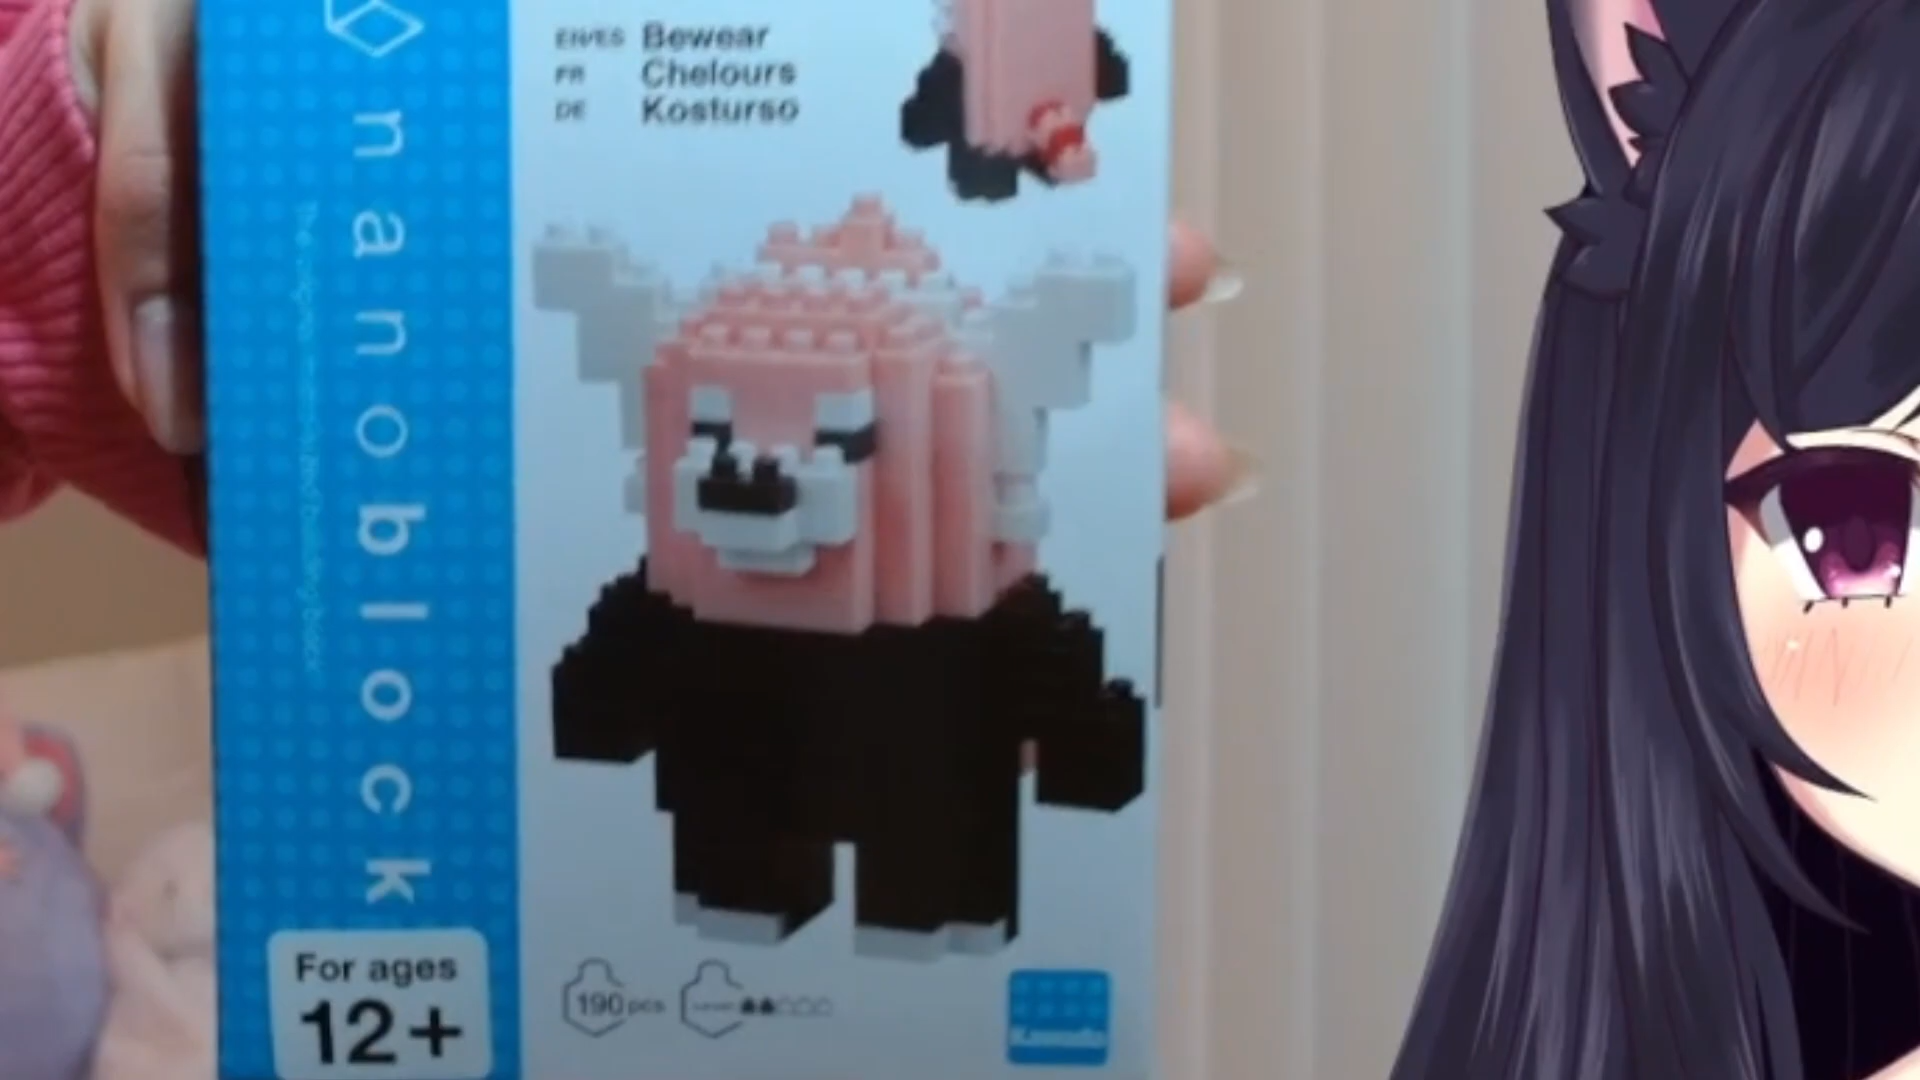 nanoblock
EN/ES Bewear
FR Chelours
DE Kosturso
For ages
12+
190 pcs